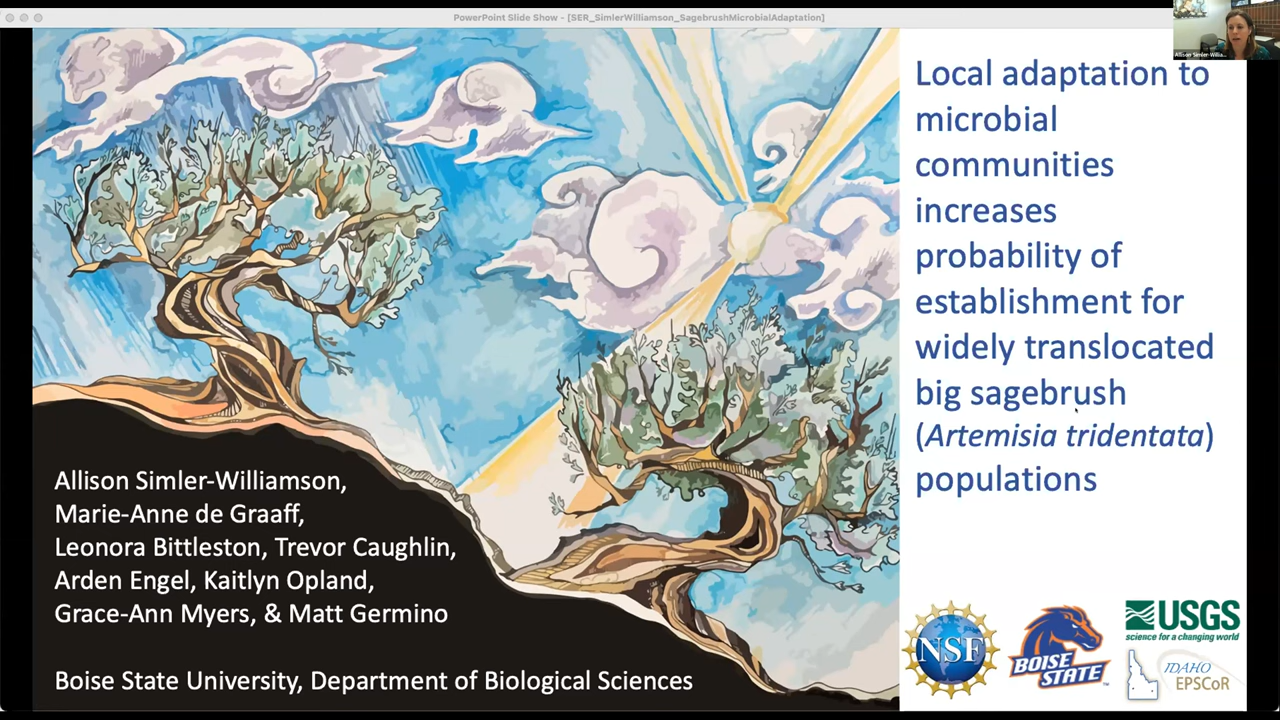 PowerPoint Slide Show - [SER_SimlerWilliamson_SagebrushMicrobialAdaptation]
Allison Simler-Willia...
Local adaptation to
microbial
communities
increases
probability of
establishment for
widely translocated
big sagebrush
(Artemisia tridentata)
populations
Allison Simler-Williamson,
Marie-Anne de Graaff,
Leonora Bittleston, Trevor Caughlin,
Arden Engel, Kaitlyn Opland,
Grace-Ann Myers, & Matt Germino
Boise State University, Department of Biological Sciences
NSF
BOISE STATE
USGS
science for a changing world
IDAHO
EPSCoR